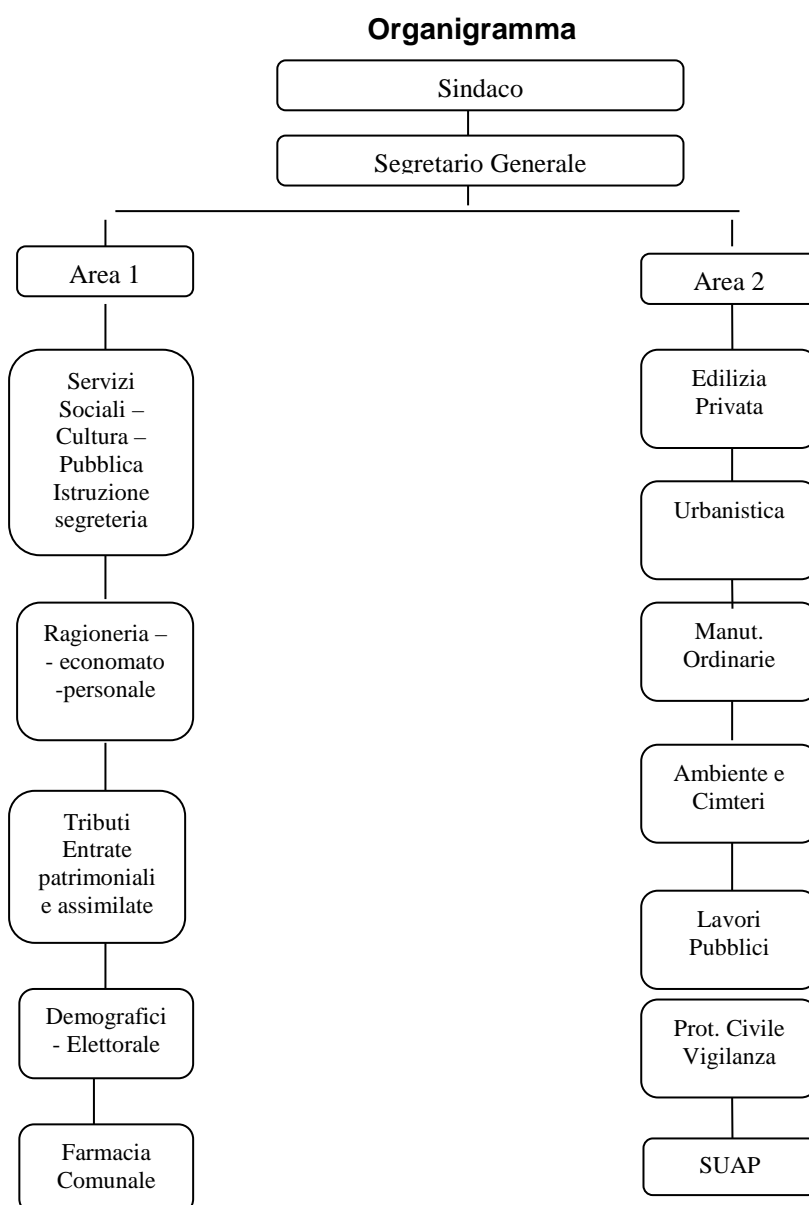 Organigramma
Sindaco
Segretario Generale
Area 1
Servizi
Sociali –
Cultura –
Pubblica
Istruzione
segreteria
Ragioneria –
- economato
-personale
Tributi
Entrate
patrimoniali
e assimilate
Demografici
- Elettorale
Farmacia
Comunale
Area 2
Edilizia
Privata
Urbanistica
Manut.
Ordinarie
Ambiente e
Cimteri
Lavori
Pubblici
Prot. Civile
Vigilanza
SUAP